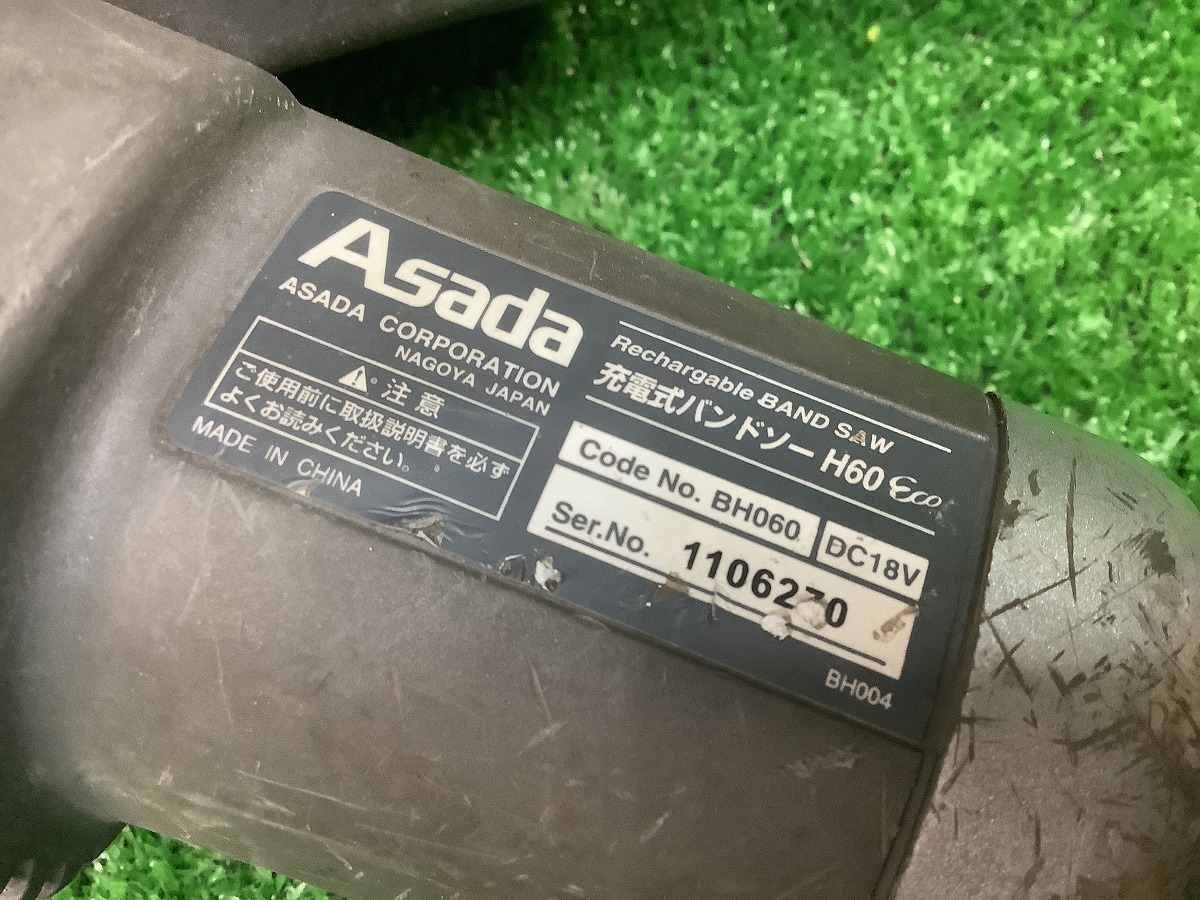 Asada
ASADA CORPORATION
NAGOYA JAPAN
注意
ご使用前に取扱説明書を必ず
よくお読みください。
MADE IN CHINA
Rechargable BAND SAW
充電式バンドソー H60 Eco
Code No. BH060
DC18V
Ser.No.
BH004